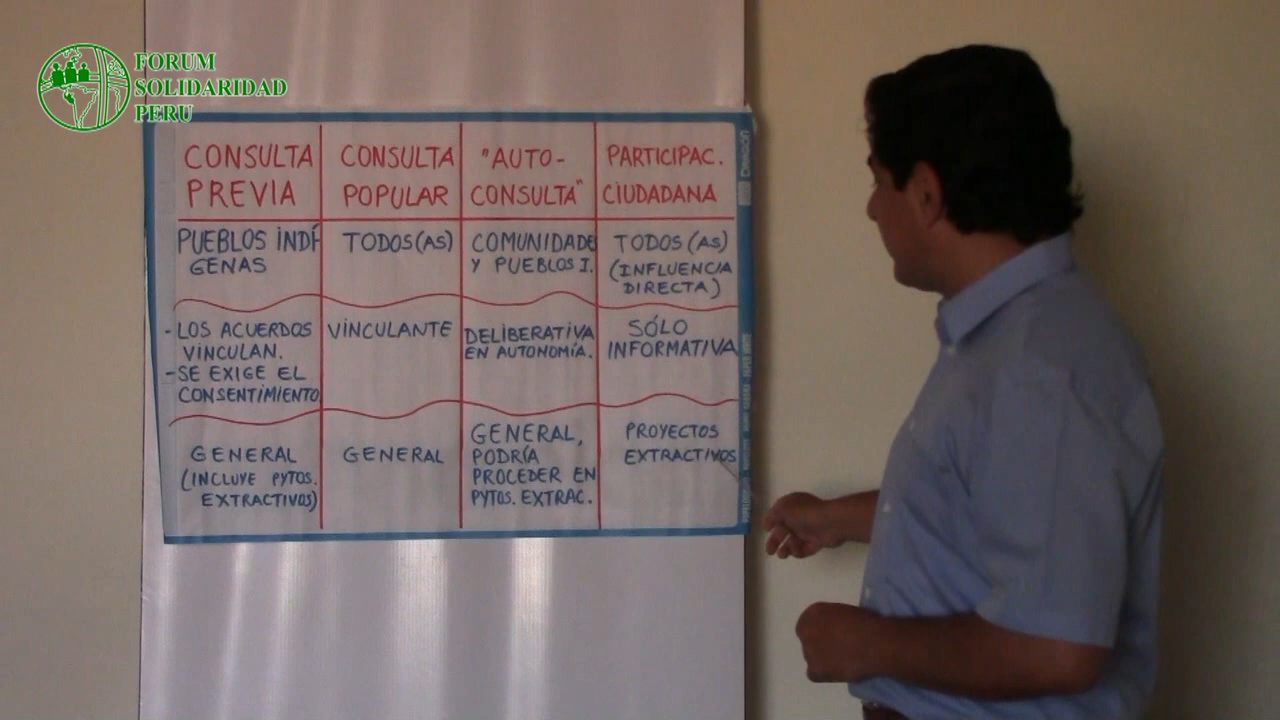 FORUM
SOLIDARIDAD
PERU
CONSULTA
PREVIA
CONSULTA
POPULAR
"AUTO-
CONSULTA"
PARTICIPAC.
CIUDADANA
PUEBLOS INDÍ
GENAS
TODOS(AS)
COMUNIDADE
Y PUEBLOS I.
TODOS (AS)
(INFLUENCIA
DIRECTA)
-LOS ACUERDOS
VINCULAN.
-SE EXIGE EL
CONSENTIMIENTO
VINCULANTE
DELIBERATIVA
EN AUTONOMÍA.
SÓLO
INFORMATIVA
GENERAL
(INCLUYE PYTOS.
EXTRACTIVOS)
GENERAL
GENERAL,
PODRÍA
PROCEDER EN
PYTOS. EXTRAC.
PROYECTOS
EXTRACTIVOS